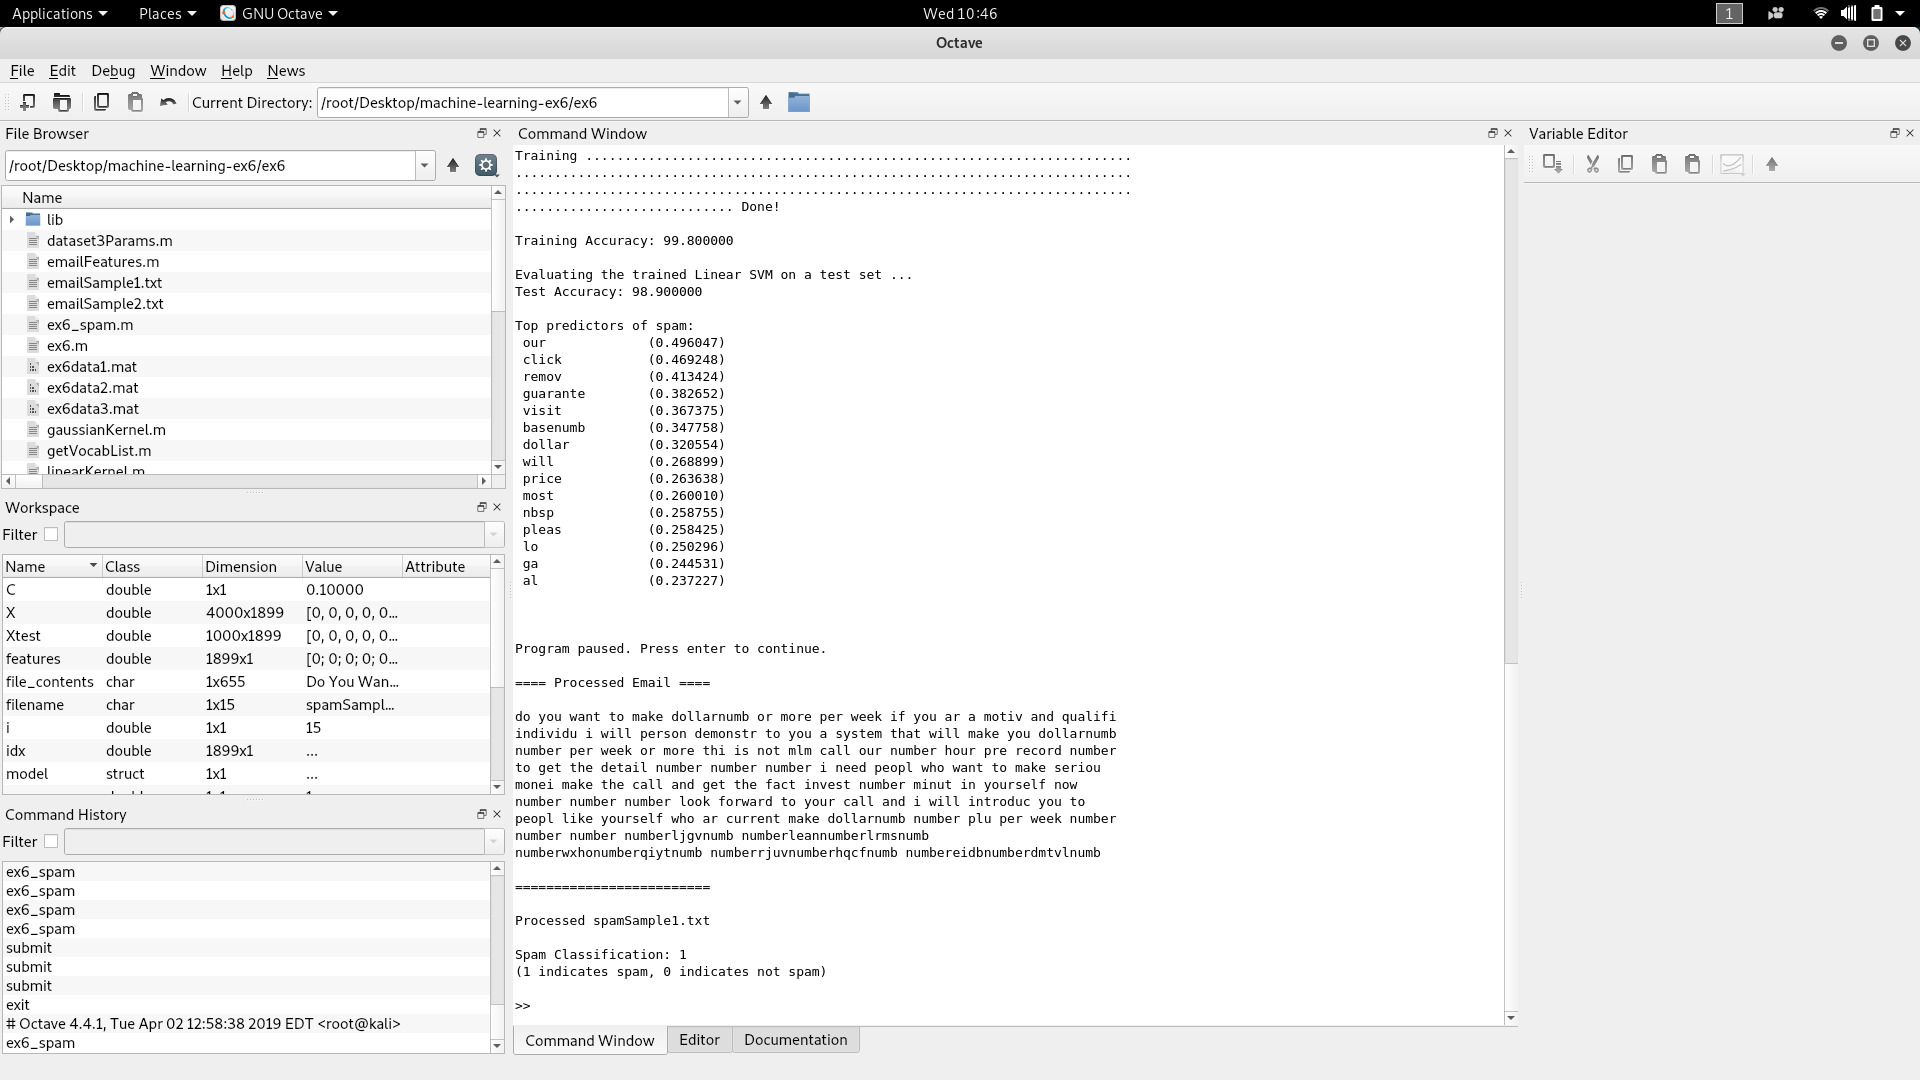 Applications Places GNU Octave Wed 10:46 1
Octave
File Edit Debug Window Help News
Current Directory: /root/Desktop/machine-learning-ex6/ex6
File Browser
/root/Desktop/machine-learning-ex6/ex6
Name
lib
dataset3Params.m
emailFeatures.m
emailSample1.txt
emailSample2.txt
ex6_spam.m
ex6.m
ex6data1.mat
ex6data2.mat
ex6data3.mat
gaussianKernel.m
getVocabList.m
linearKernel.m
Workspace
Filter
Name Class Dimension Value Attribute
C double 1x1 0.10000
X double 4000x1899 [0, 0, 0, 0, 0...
Xtest double 1000x1899 [0, 0, 0, 0, 0...
features double 1899x1 [0; 0; 0; 0; 0...
file_contents char 1x655 Do You Wan...
filename char 1x15 spamSampl...
i double 1x1 15
idx double 1899x1 ...
model struct 1x1 ...
Command History
Filter
ex6_spam
ex6_spam
ex6_spam
ex6_spam
submit
submit
submit
exit
# Octave 4.4.1, Tue Apr 02 12:58:38 2019 EDT <root@kali>
ex6_spam
Command Window
Training ......................................................................
...............................................................................
...............................................................................
............................ Done!
Training Accuracy: 99.800000
Evaluating the trained Linear SVM on a test set ...
Test Accuracy: 98.900000
Top predictors of spam:
our (0.496047)
click (0.469248)
remov (0.413424)
guarante (0.382652)
visit (0.367375)
basenumb (0.347758)
dollar (0.320554)
will (0.268899)
price (0.263638)
most (0.260010)
nbsp (0.258755)
pleas (0.258425)
lo (0.250296)
ga (0.244531)
al (0.237227)
Program paused. Press enter to continue.
==== Processed Email ====
do you want to make dollarnumb or more per week if you ar a motiv and qualifi
individu i will person demonstr to you a system that will make you dollarnumb
number per week or more thi is not mlm call our number hour pre record number
to get the detail number number number i need peopl who want to make seriou
monei make the call and get the fact invest number minut in yourself now
number number number look forward to your call and i will introduc you to
peopl like yourself who ar current make dollarnumb number plu per week number
number number numberljgvnumb numberleannumberlrmsnumb
numberwxhonumberqiytnumb numberrjuvnumberhqcfnumb numbereidbnumberdmtvlnumb
=========================
Processed spamSample1.txt
Spam Classification: 1
(1 indicates spam, 0 indicates not spam)
>>
Command Window Editor Documentation
Variable Editor